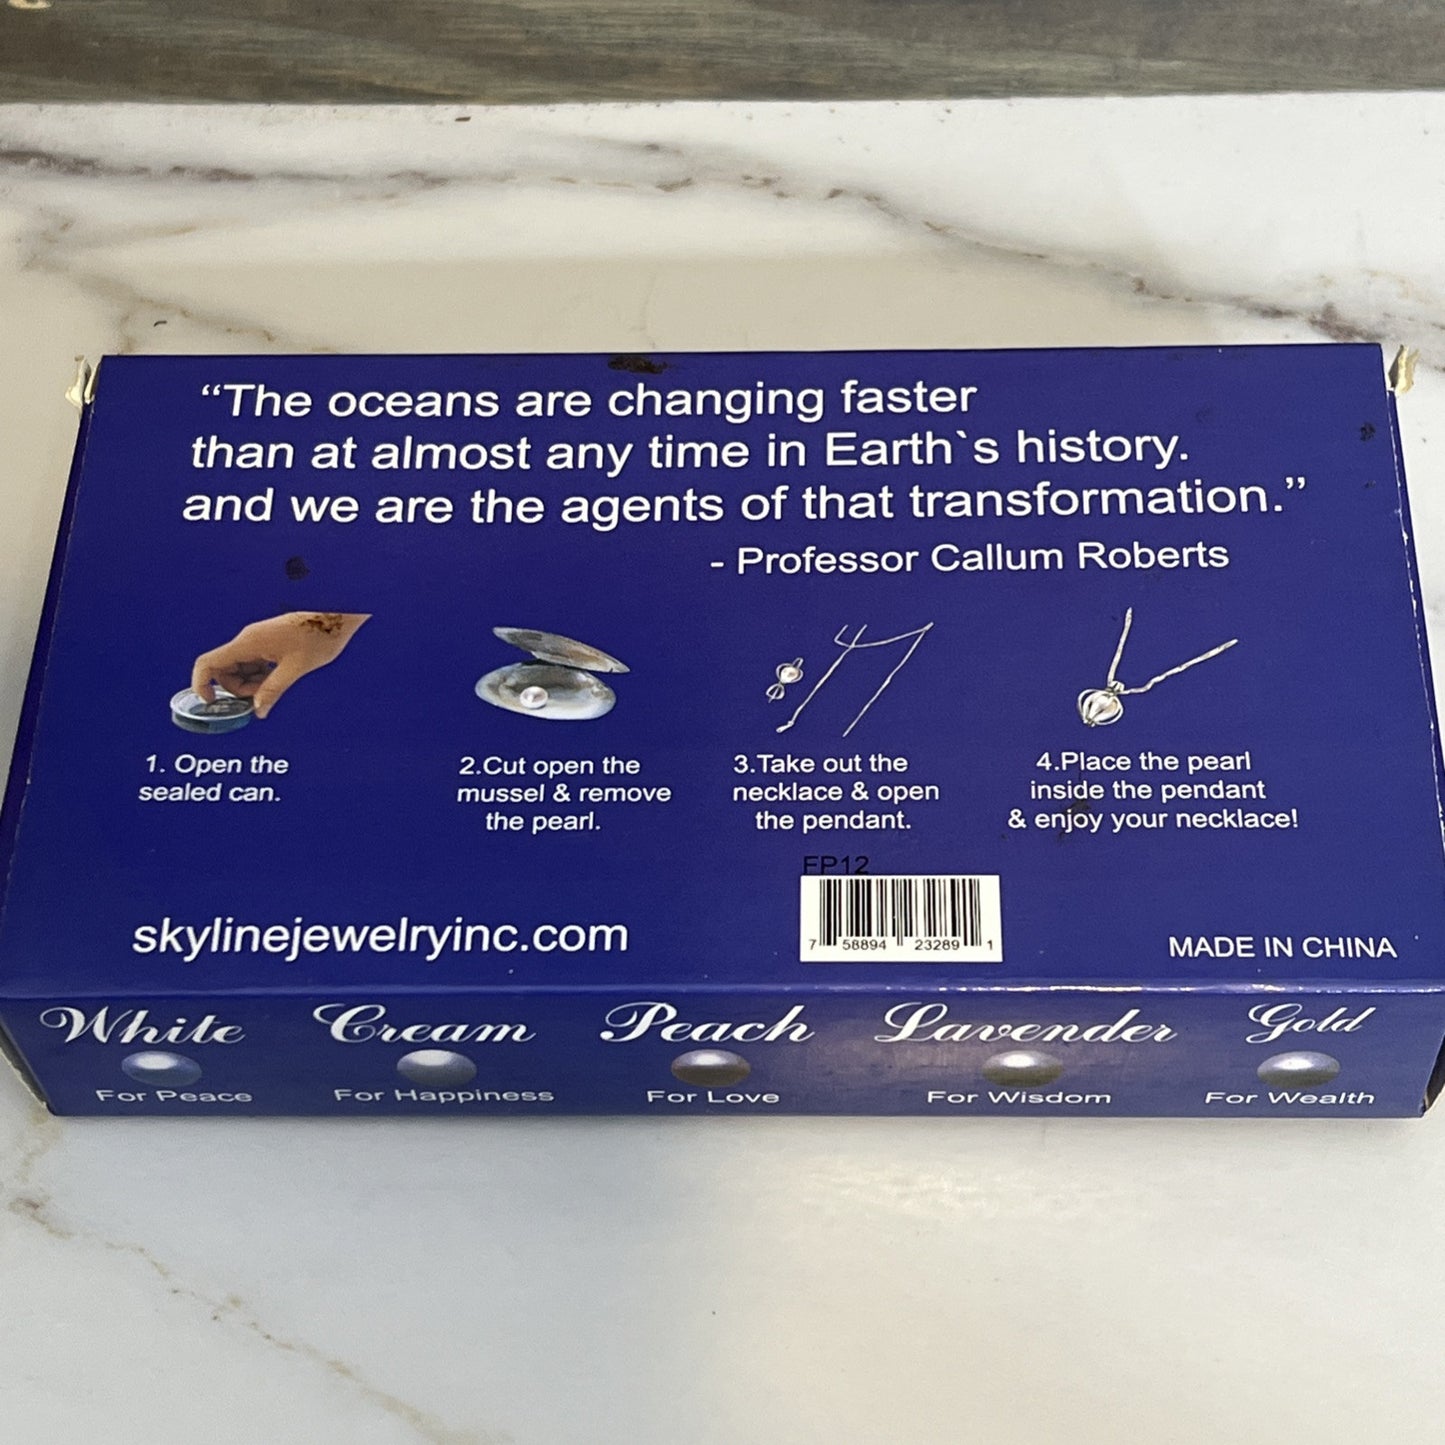 “The oceans are changing faster
than at almost any time in Earth`s history.
and we are the agents of that transformation.”
- Professor Callum Roberts
1. Open the
sealed can.
2.Cut open the
mussel & remove
the pearl.
3.Take out the
necklace & open
the pendant.
4.Place the pearl
inside the pendant
& enjoy your necklace!
FP12
7 58894 23289 1
skylinejewelryinc.com
MADE IN CHINA
White
For Peace
Cream
For Happiness
Peach
For Love
Lavender
For Wisdom
Gold
For Wealth